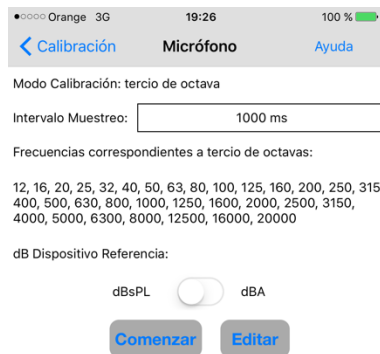 Orange 3G 19:26 100 %
Calibración Micrófono Ayuda
Modo Calibración: tercio de octava
Intervalo Muestreo: 1000 ms
Frecuencias correspondientes a tercio de octavas:
12, 16, 20, 25, 32, 40, 50, 63, 80, 100, 125, 160, 200, 250, 315
400, 500, 630, 800, 1000, 1250, 1600, 2000, 2500, 3150,
4000, 5000, 6300, 8000, 12500, 16000, 20000
dB Dispositivo Referencia:
dBsPL dBA
Comenzar Editar